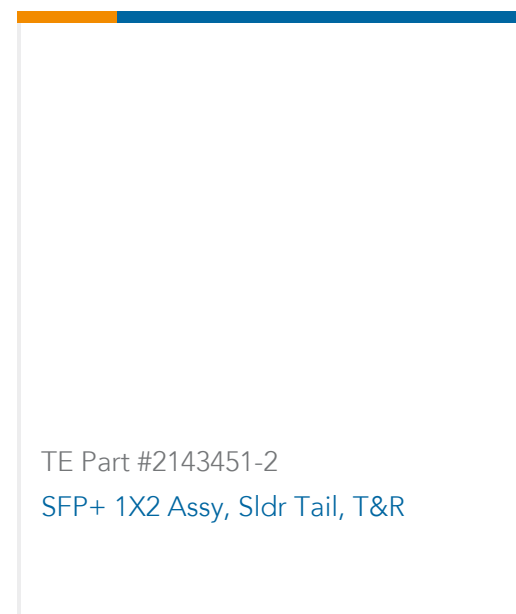 TE Part #2143451-2
SFP+ 1X2 Assy, Sldr Tail, T&R